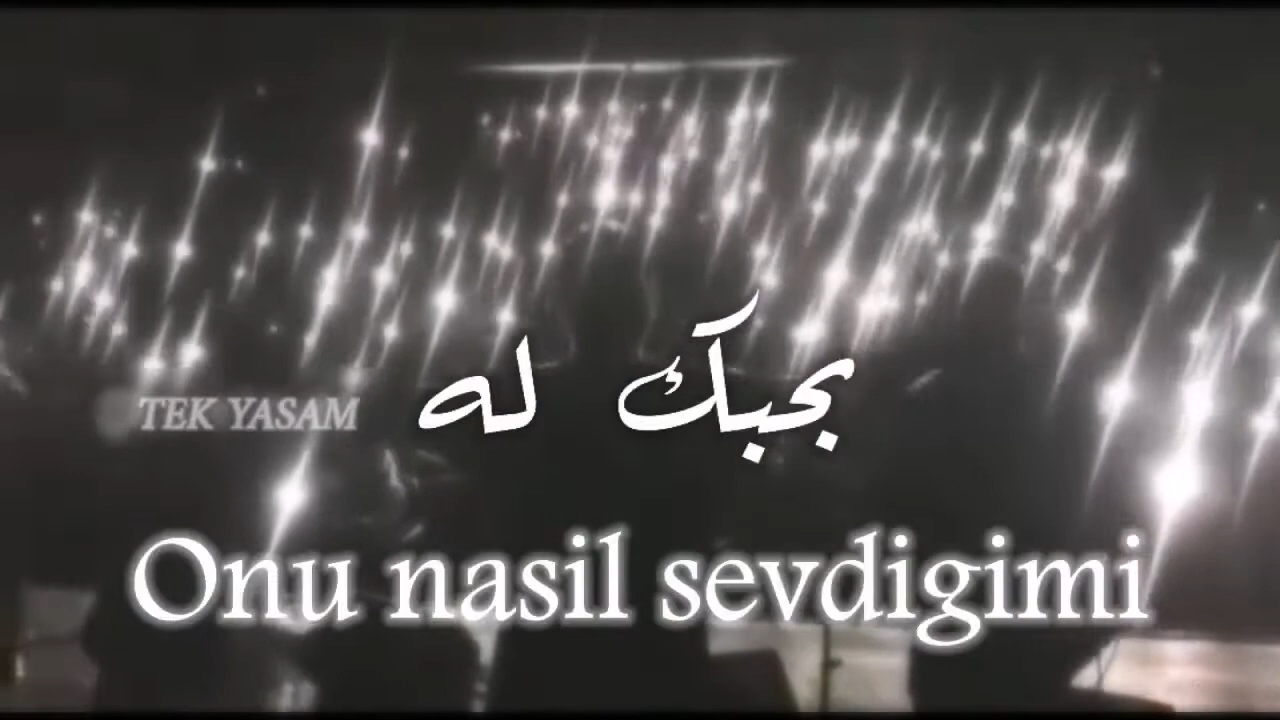 بحبك له
TEK YASAM
Onu nasil sevdigimi